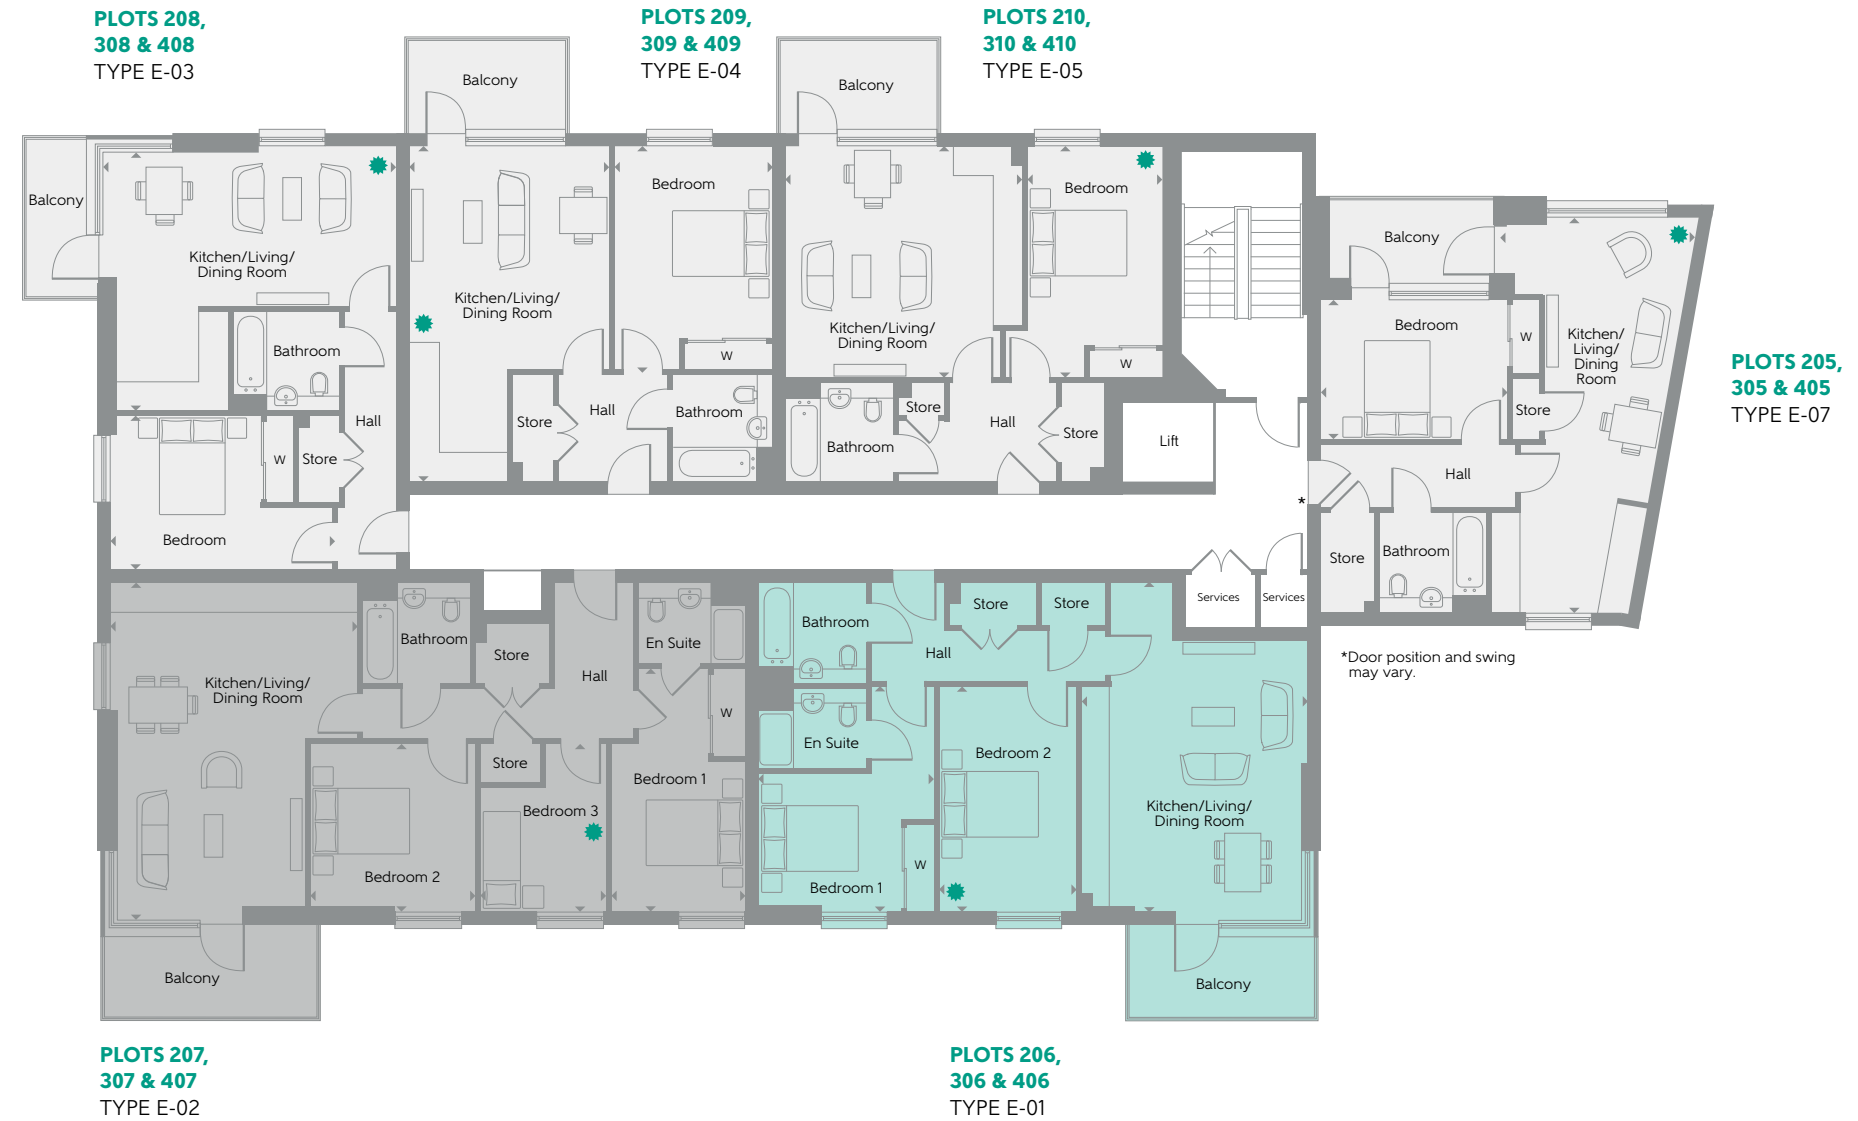 PLOTS 208,
308 & 408
TYPE E-03
PLOTS 209,
309 & 409
TYPE E-04
PLOTS 210,
310 & 410
TYPE E-05
Balcony
Kitchen/Living/
Dining Room
Bathroom
Hall
W
Store
Bedroom
Balcony
Kitchen/Living/
Dining Room
Bedroom
W
Store
Hall
Bathroom
Balcony
Kitchen/Living/
Dining Room
Bedroom
W
Bathroom
Store
Hall
Store
Lift
Balcony
Bedroom
W
Kitchen/
Living/
Dining
Room
Store
Hall
*
Store
Bathroom
PLOTS 205,
305 & 405
TYPE E-07
Services
Services
*Door position and swing
may vary.
Kitchen/Living/
Dining Room
Bathroom
Store
Hall
En Suite
W
Store
Bedroom 1
Bedroom 2
Bedroom 3
Balcony
Bathroom
Hall
Store
Store
En Suite
Bedroom 2
Bedroom 1
W
Kitchen/Living/
Dining Room
Balcony
PLOTS 207,
307 & 407
TYPE E-02
PLOTS 206,
306 & 406
TYPE E-01